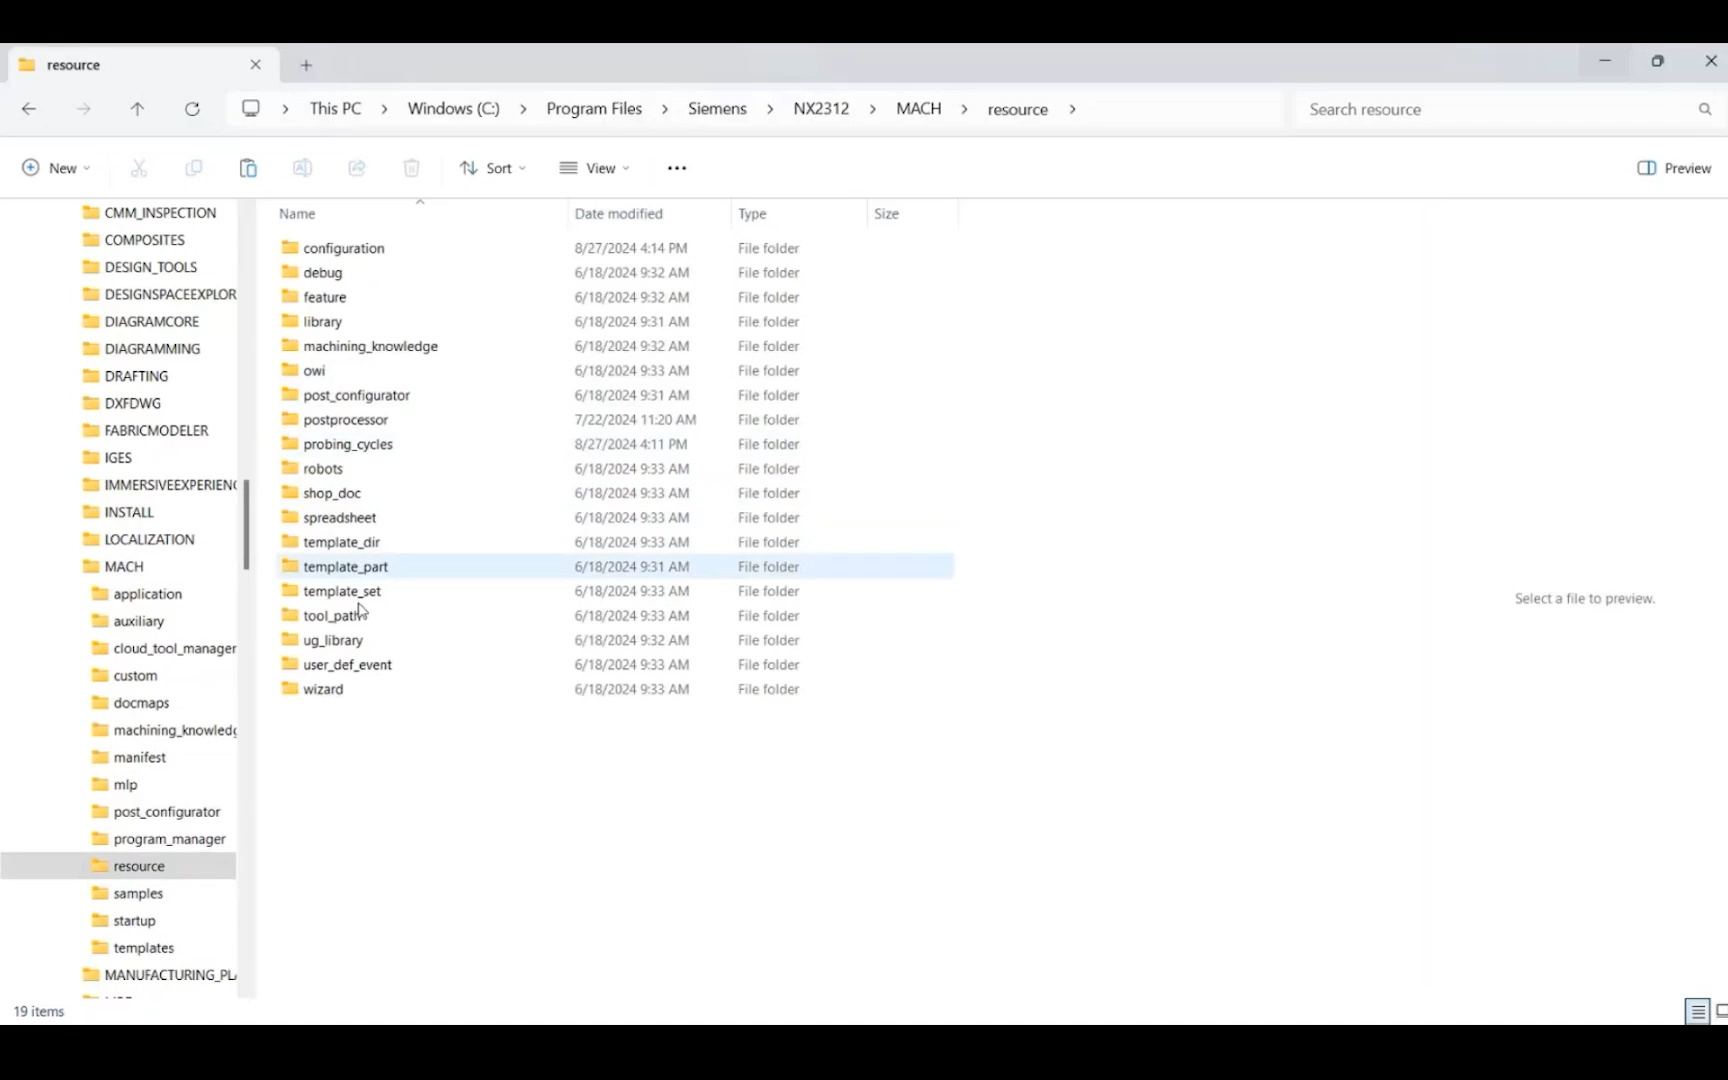 resource
This PC > Windows (C:) > Program Files > Siemens > NX2312 > MACH > resource >
Search resource
New
Sort
View
Preview
CMM_INSPECTION
COMPOSITES
DESIGN_TOOLS
DESIGNSPACEEXPLOR
DIAGRAMCORE
DIAGRAMMING
DRAFTING
DXFDWG
FABRICMODELER
IGES
IMMERSIVEEXPERIENC
INSTALL
LOCALIZATION
MACH
application
auxiliary
cloud_tool_manager
custom
docmaps
machining_knowledg
manifest
mlp
post_configurator
program_manager
resource
samples
startup
templates
MANUFACTURING_PLA
Name Date modified Type Size
configuration 8/27/2024 4:14 PM File folder
debug 6/18/2024 9:32 AM File folder
feature 6/18/2024 9:32 AM File folder
library 6/18/2024 9:31 AM File folder
machining_knowledge 6/18/2024 9:32 AM File folder
owi 6/18/2024 9:33 AM File folder
post_configurator 6/18/2024 9:31 AM File folder
postprocessor 7/22/2024 11:20 AM File folder
probing_cycles 8/27/2024 4:11 PM File folder
robots 6/18/2024 9:33 AM File folder
shop_doc 6/18/2024 9:33 AM File folder
spreadsheet 6/18/2024 9:33 AM File folder
template_dir 6/18/2024 9:33 AM File folder
template_part 6/18/2024 9:31 AM File folder
template_set 6/18/2024 9:33 AM File folder
tool_path 6/18/2024 9:33 AM File folder
ug_library 6/18/2024 9:32 AM File folder
user_def_event 6/18/2024 9:33 AM File folder
wizard 6/18/2024 9:33 AM File folder
Select a file to preview.
19 items